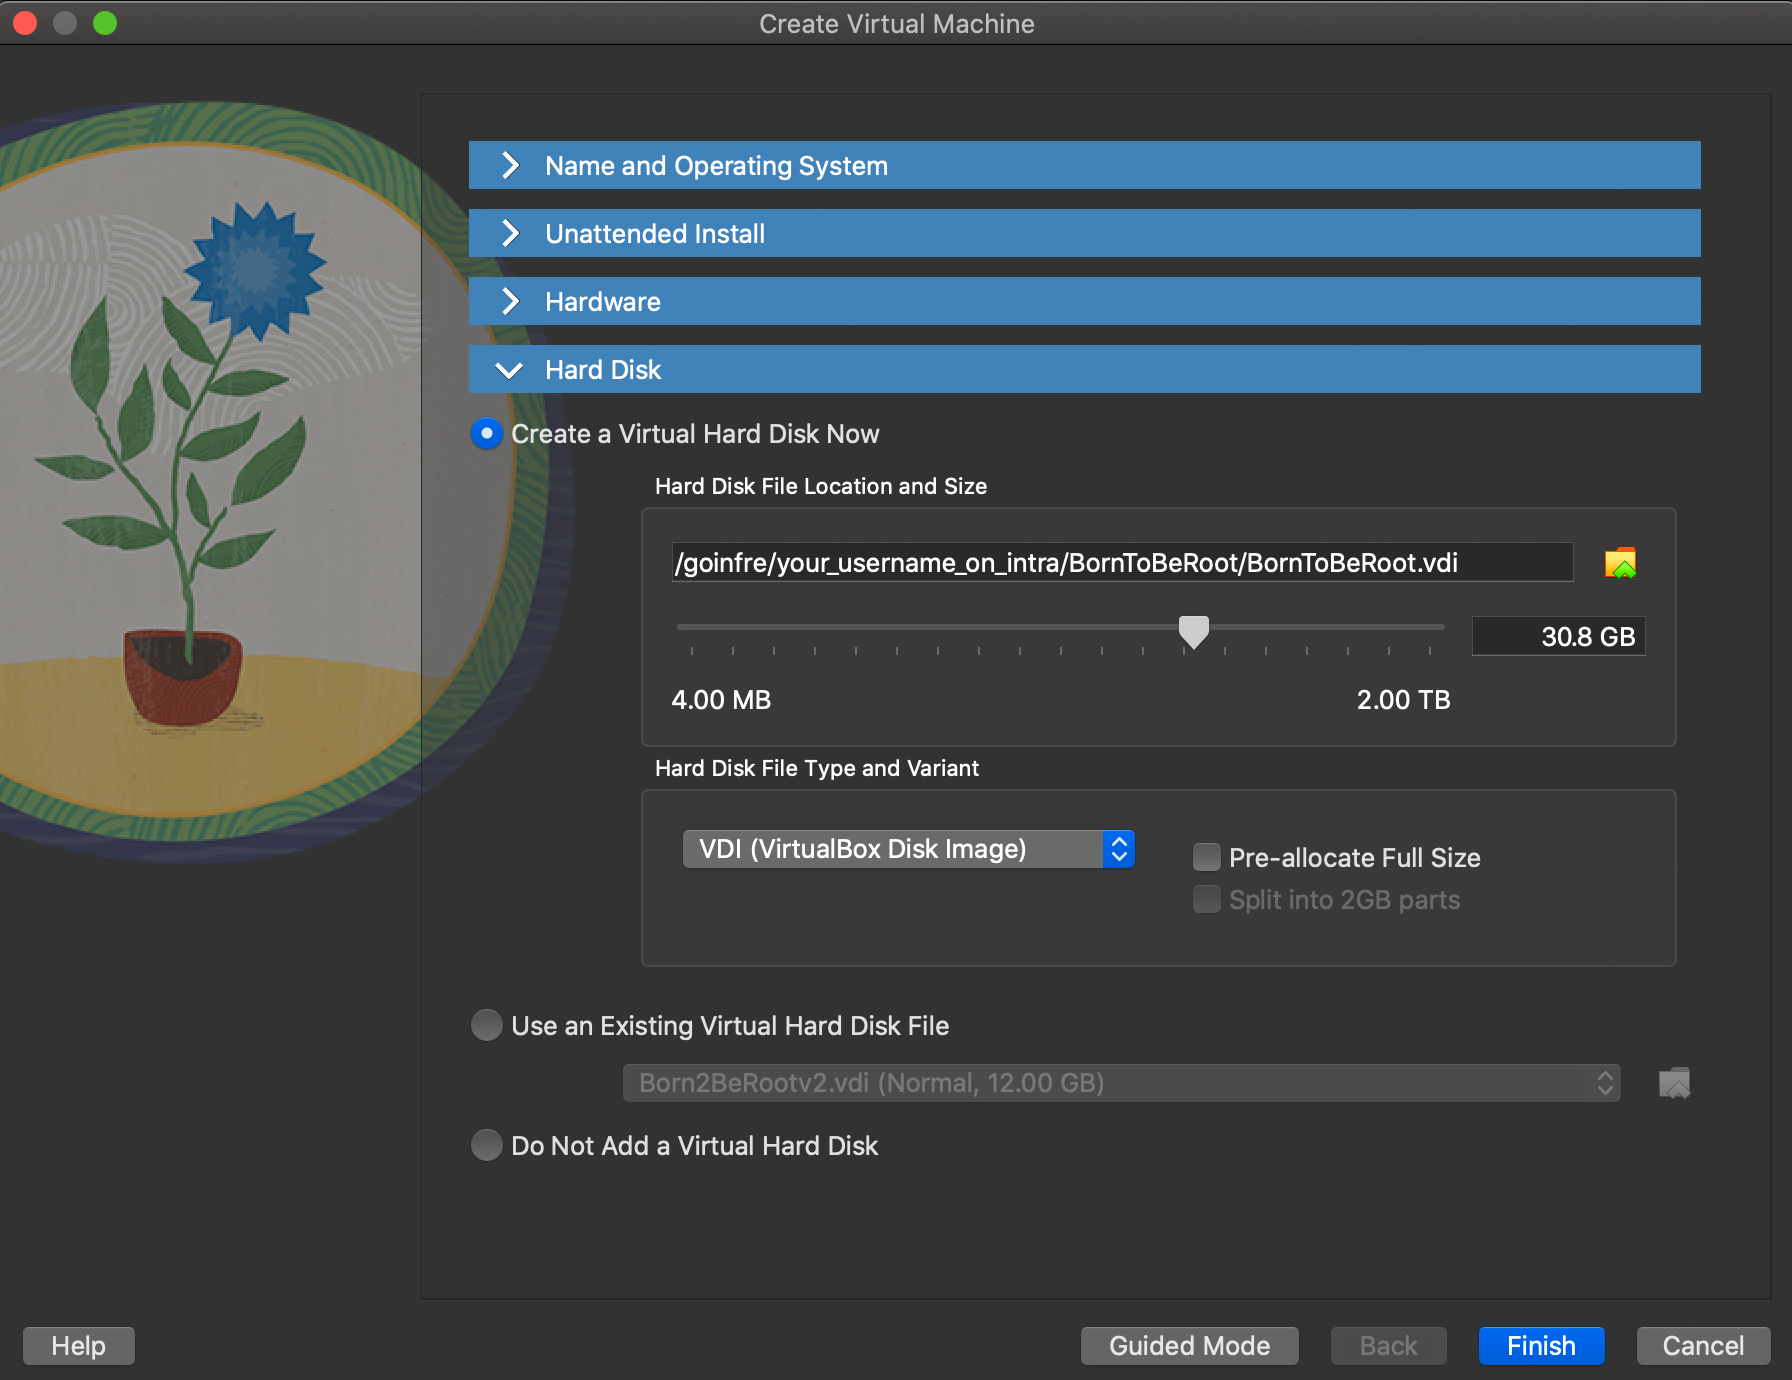 Create Virtual Machine
Name and Operating System
Unattended Install
Hardware
Hard Disk
Create a Virtual Hard Disk Now
Hard Disk File Location and Size
/goinfre/your_username_on_intra/BornToBeRoot/BornToBeRoot.vdi
30.8 GB
4.00 MB 2.00 TB
Hard Disk File Type and Variant
VDI (VirtualBox Disk Image)
Pre-allocate Full Size
Split into 2GB parts
Use an Existing Virtual Hard Disk File
Born2BeRootv2.vdi (Normal, 12.00 GB)
Do Not Add a Virtual Hard Disk
Help Guided Mode Back Finish Cancel